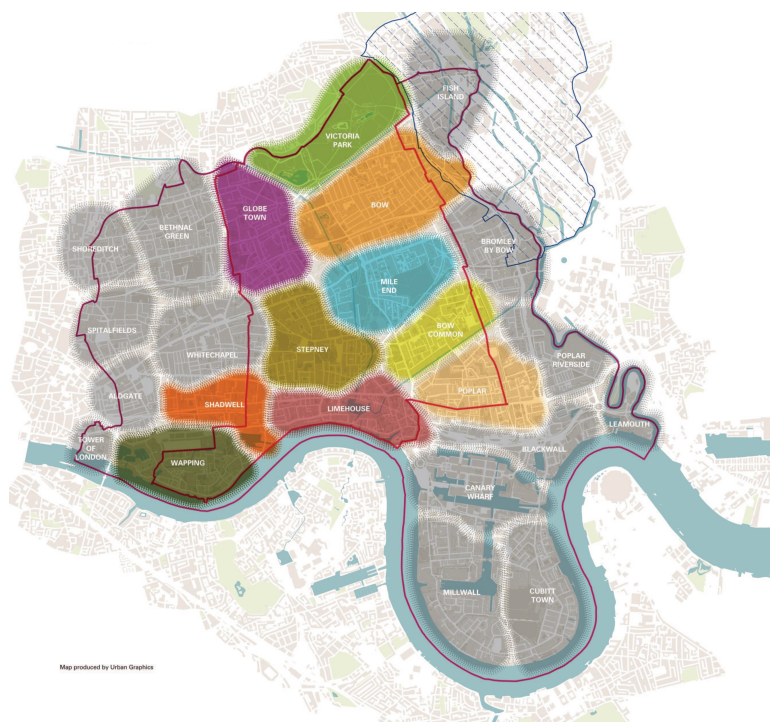 FISH
ISLAND
VICTORIA
PARK
BOW
GLOBE
TOWN
BETHNAL
GREEN
SHOREDITCH
BROMLEY
BY BOW
MILE
END
SPITALFIELDS
BOW
COMMON
STEPNEY
WHITECHAPEL
POPLAR
RIVERSIDE
POPLAR
ALDGATE
SHADWELL
LIMEHOUSE
LEAMOUTH
TOWER
OF
LONDON
BLACKWALL
WAPPING
CANARY
WHARF
MILLWALL
CUBITT
TOWN
Map produced by Urban Graphics